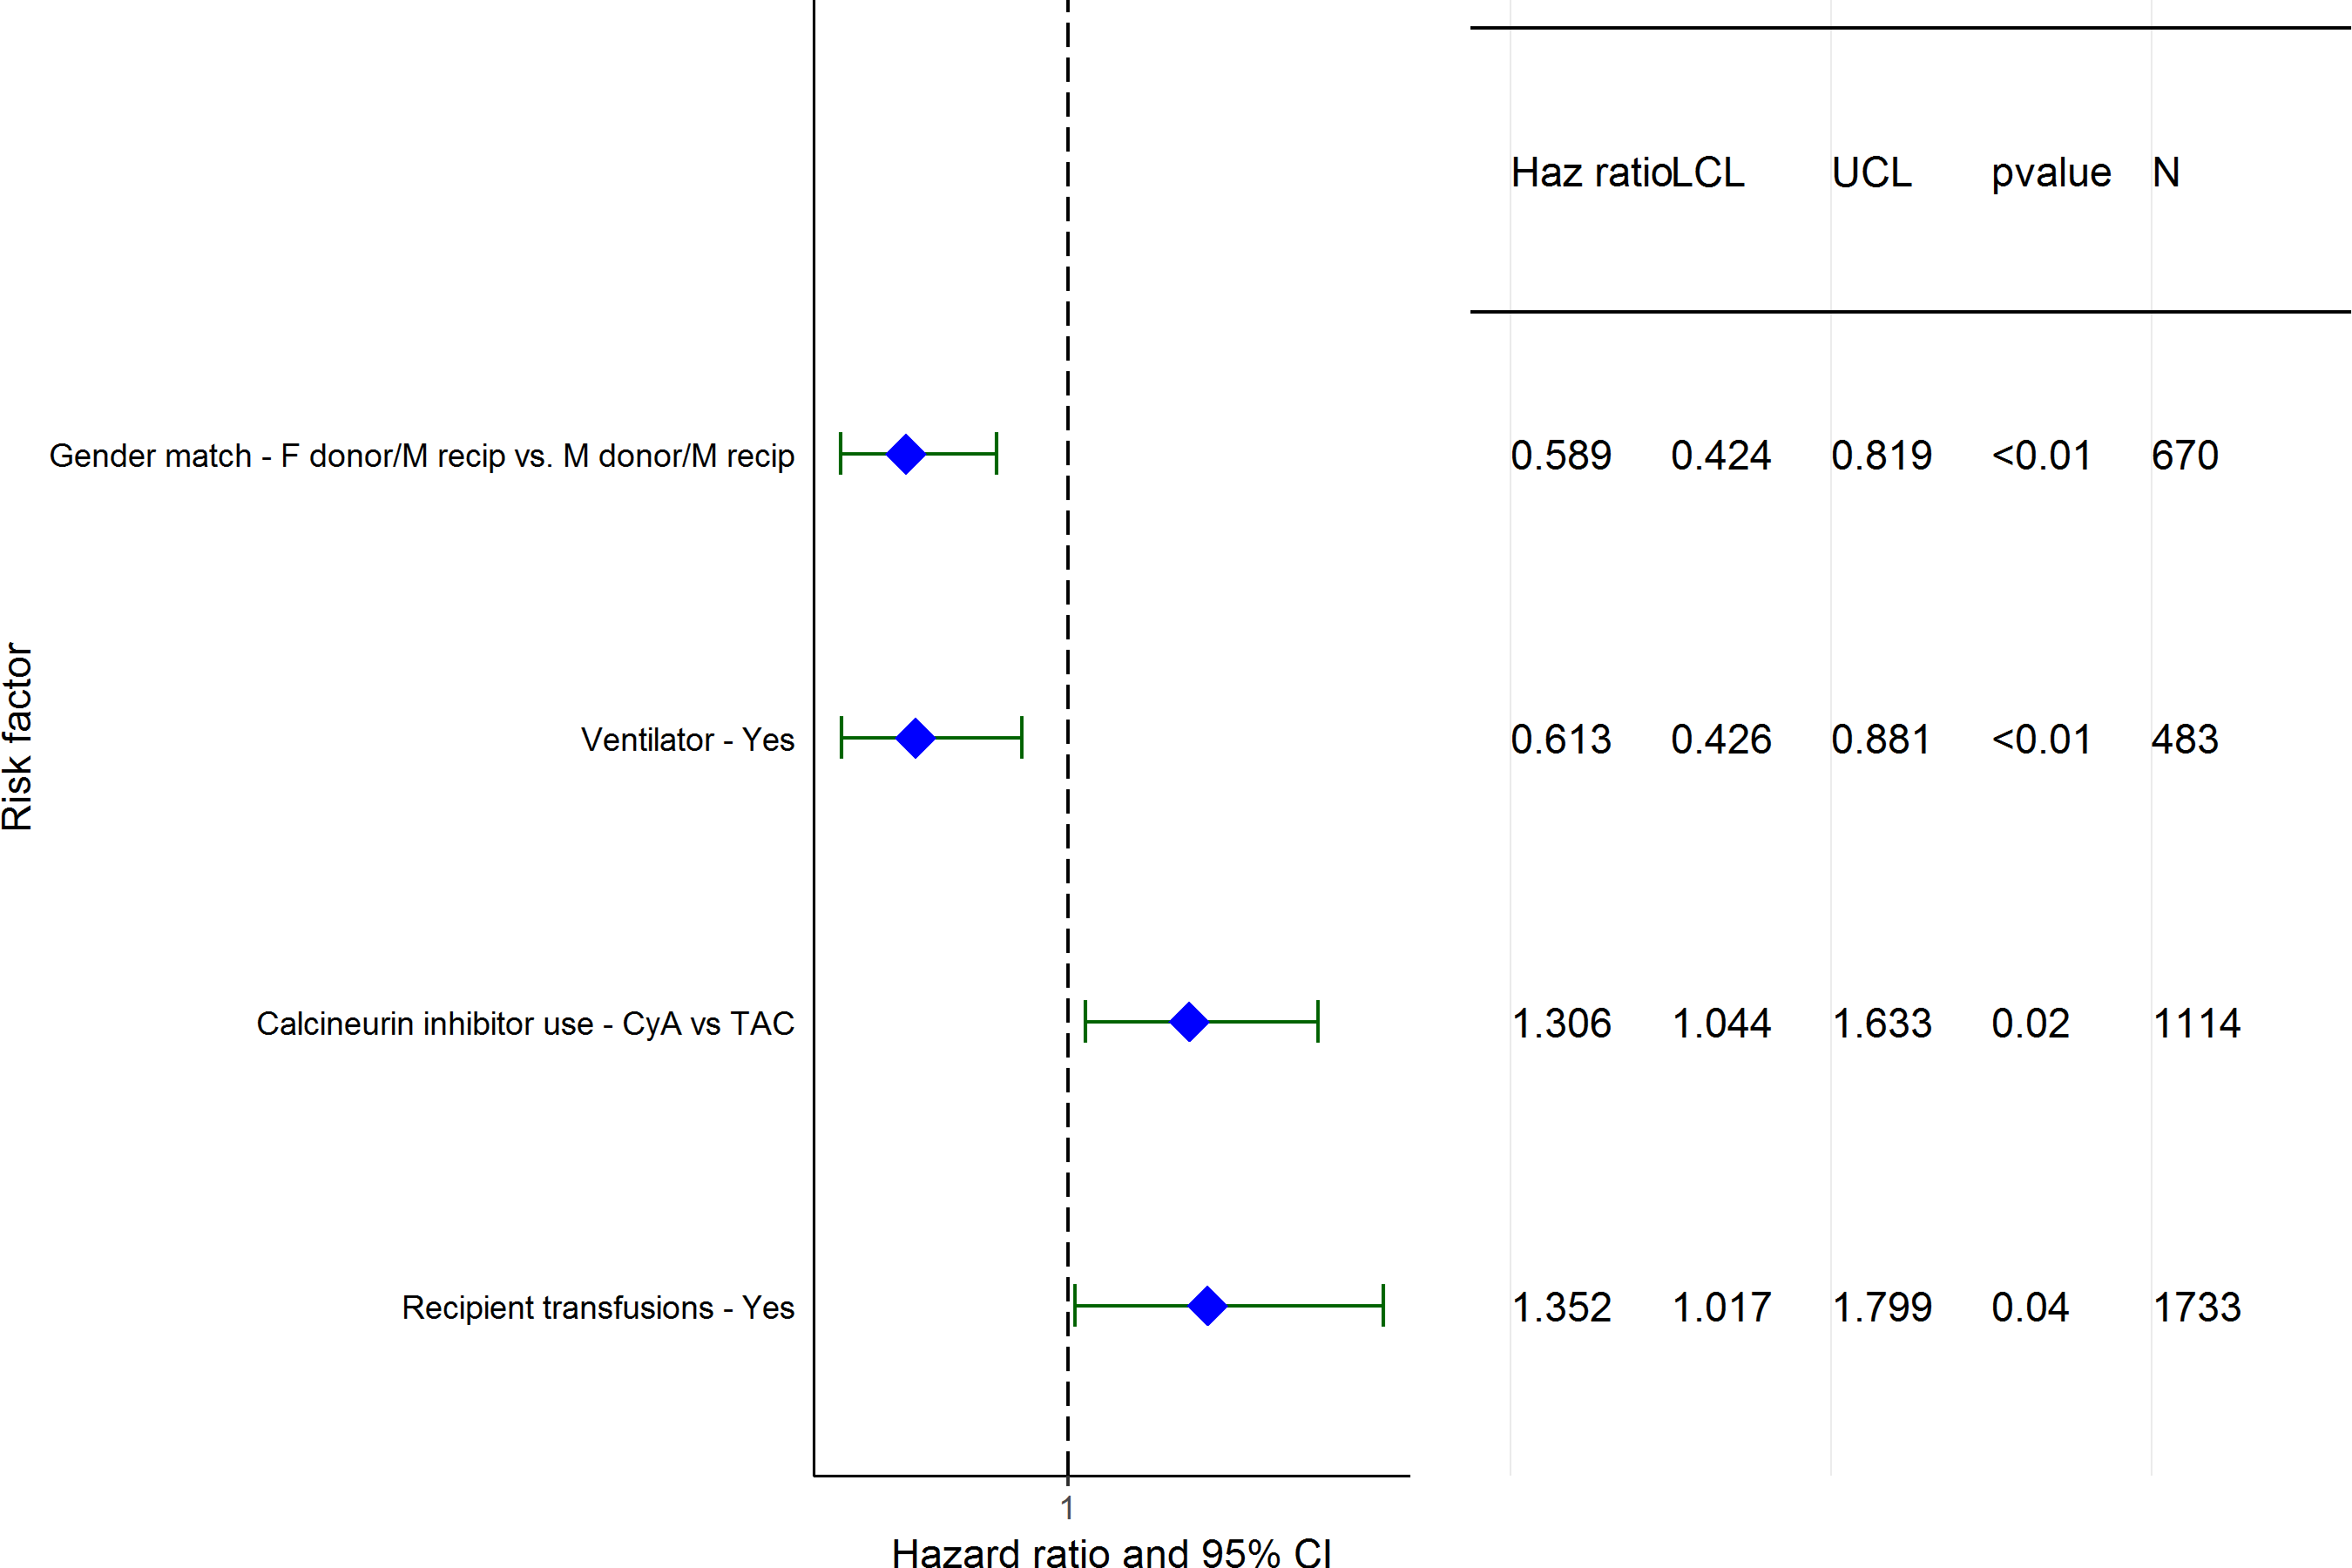 Haz ratio LCL UCL pvalue N
Gender match - F donor/M recip vs. M donor/M recip 0.589 0.424 0.819 <0.01 670
Ventilator - Yes 0.613 0.426 0.881 <0.01 483
Risk factor
Calcineurin inhibitor use - CyA vs TAC 1.306 1.044 1.633 0.02 1114
Recipient transfusions - Yes 1.352 1.017 1.799 0.04 1733
1
Hazard ratio and 95% CI